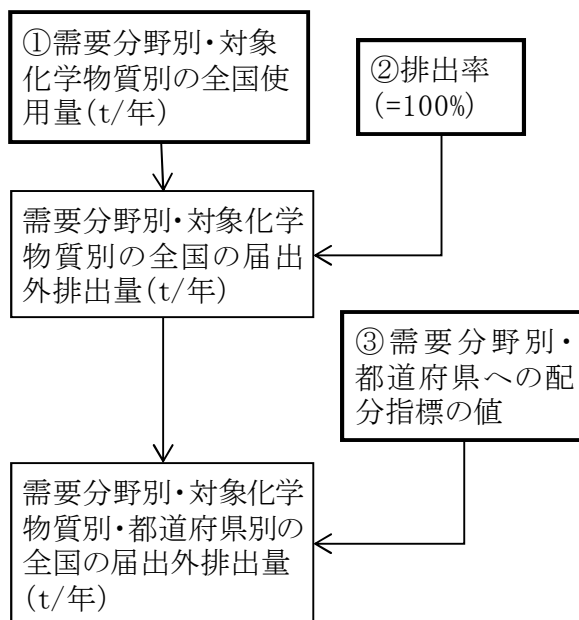 ①需要分野別・対象
化学物質別の全国使
用量(t/年)
②排出率
(=100%)
需要分野別・対象化学
物質別の全国の届出
外排出量(t/年)
③需要分野別・
都道府県への配
分指標の値
需要分野別・対象化学
物質別・都道府県別の
全国の届出外排出量
(t/年)